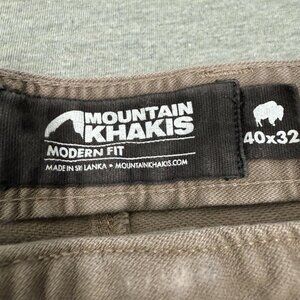 MOUNTAIN
KHAKIS
MODERN FIT
MADE IN SRI LANKA • MOUNTAINKHAKIS.COM
40x32